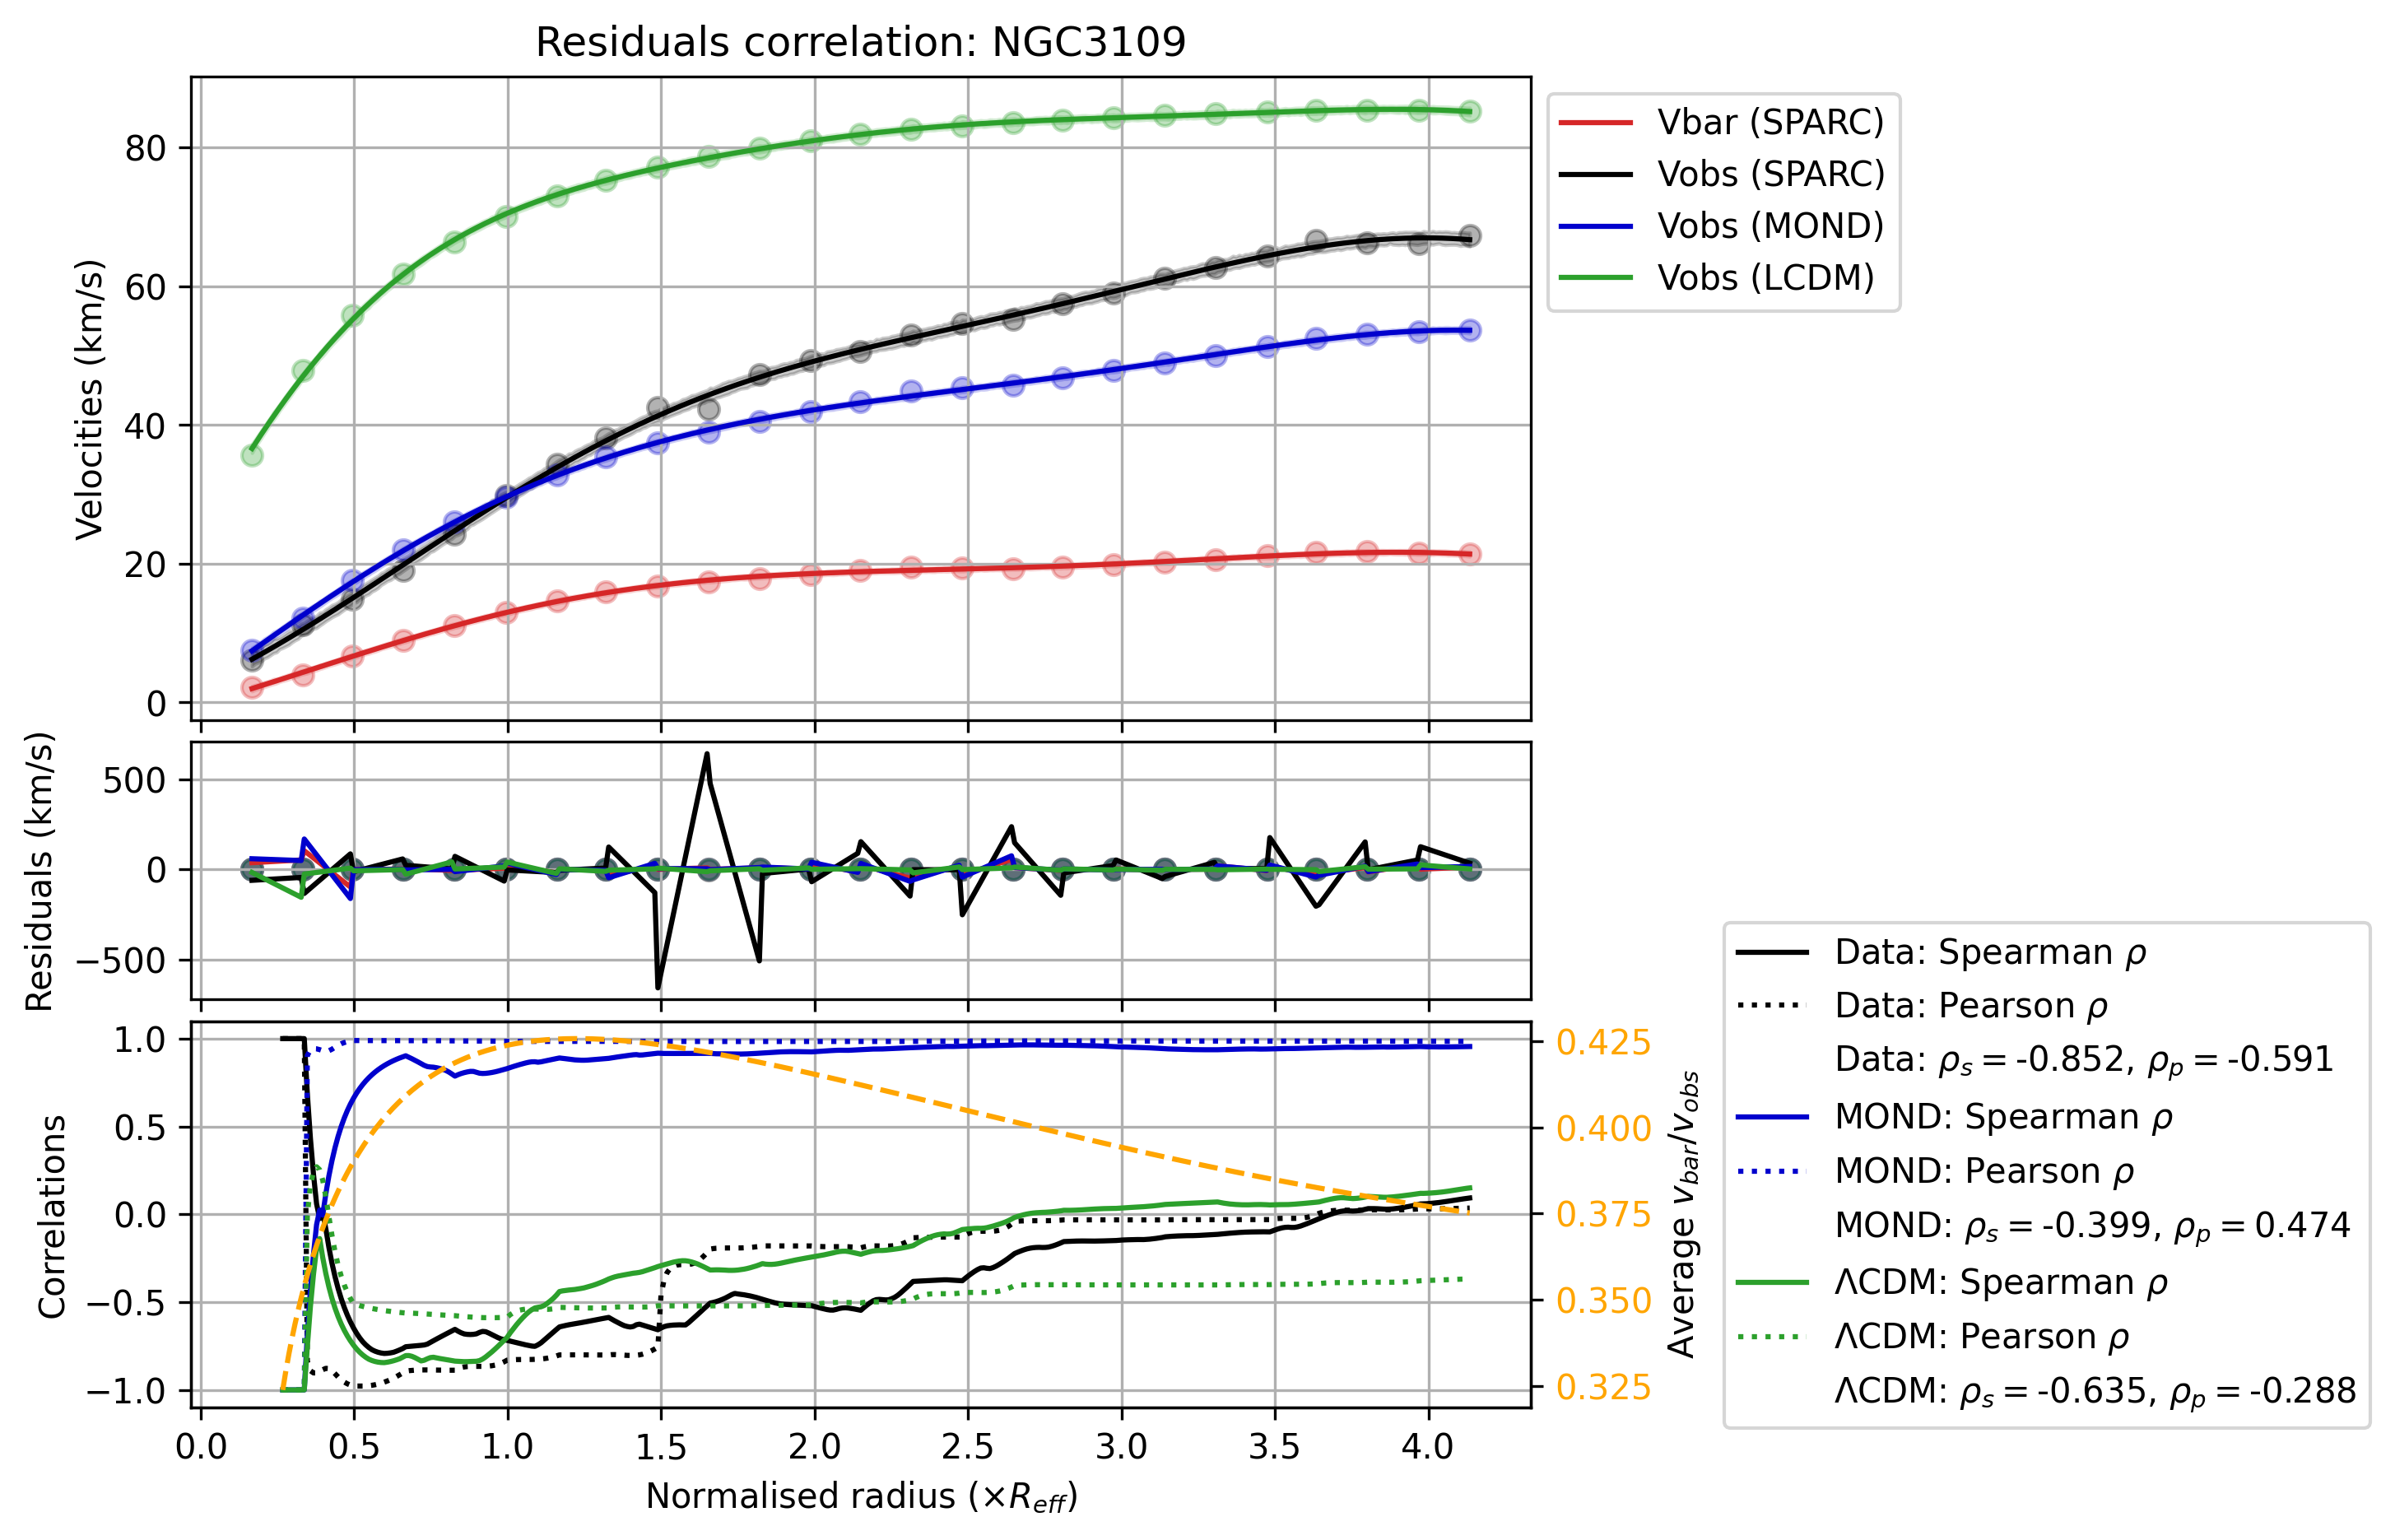 Residuals correlation: NGC3109
Velocities (km/s)
80
60
40
20
0
Vbar (SPARC)
Vobs (SPARC)
Vobs (MOND)
Vobs (LCDM)
Residuals (km/s)
500
0
−500
Correlations
1.0
0.5
0.0
−0.5
−1.0
0.425
0.400
0.375
0.350
0.325
Average v_bar/v_obs
0.0 0.5 1.0 1.5 2.0 2.5 3.0 3.5 4.0
Normalised radius (×R_eff)
Data: Spearman ρ
Data: Pearson ρ
Data: ρ_s = -0.852, ρ_p = -0.591
MOND: Spearman ρ
MOND: Pearson ρ
MOND: ρ_s = -0.399, ρ_p = 0.474
ΛCDM: Spearman ρ
ΛCDM: Pearson ρ
ΛCDM: ρ_s = -0.635, ρ_p = -0.288